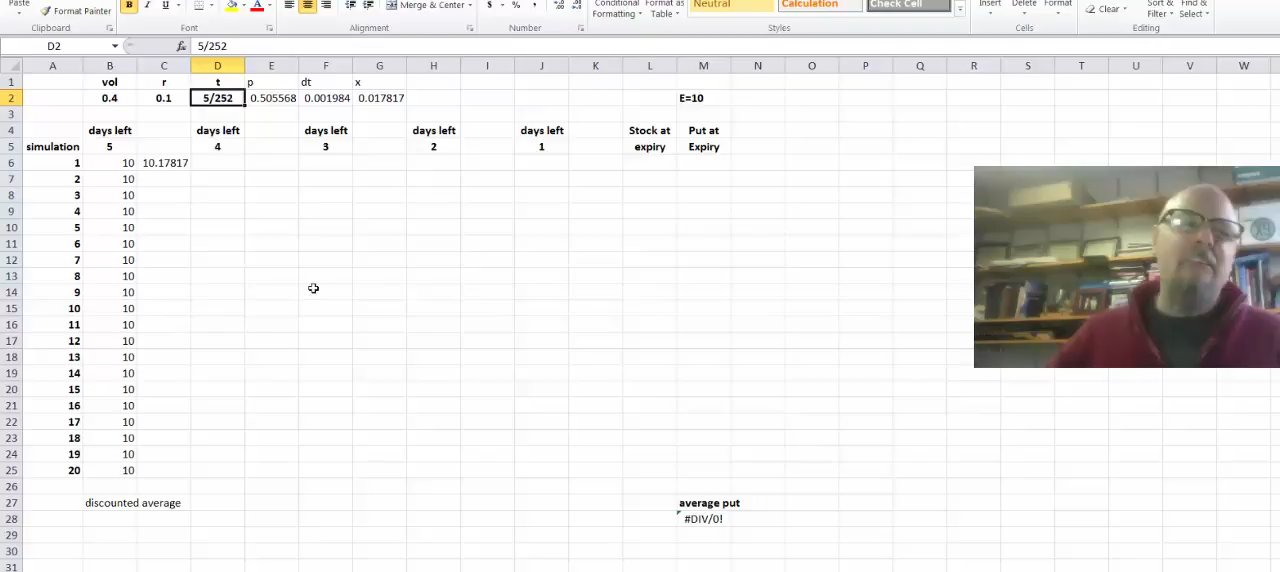 Paste Format Painter B I U A Merge & Center $ % , Conditional Formatting Format as Table Neutral Calculation Check Cell Insert Delete Format Clear Sort & Filter Find & Select
Clipboard Font Alignment Number Styles Cells Editing
D2 fx 5/252
A B C D E F G H I J K L M N O P Q R S T U V W
1 vol r t p dt x
2 0.4 0.1 5/252 0.505568 0.001984 0.017817 E=10
3
4 days left days left days left days left days left Stock at Put at
5 simulation 5 4 3 2 1 expiry Expiry
6 1 10 10.17817
7 2 10
8 3 10
9 4 10
10 5 10
11 6 10
12 7 10
13 8 10
14 9 10
15 10 10
16 11 10
17 12 10
18 13 10
19 14 10
20 15 10
21 16 10
22 17 10
23 18 10
24 19 10
25 20 10
26
27 discounted average average put
28 #DIV/0!
29
30
31